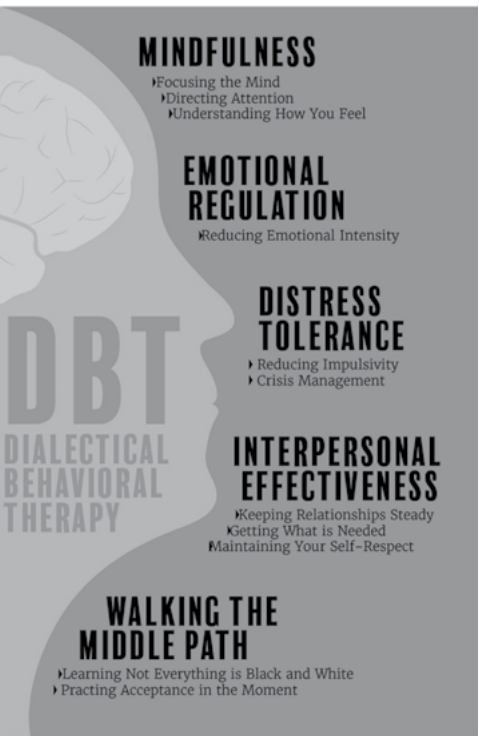 MINDFULNESS
Focusing the Mind
Directing Attention
Understanding How You Feel
EMOTIONAL
REGULATION
Reducing Emotional Intensity
DISTRESS
TOLERANCE
Reducing Impulsivity
Crisis Management
DBT
DIALECTICAL
BEHAVIORAL
THERAPY
INTERPERSONAL
EFFECTIVENESS
Keeping Relationships Steady
Getting What is Needed
Maintaining Your Self-Respect
WALKING THE
MIDDLE PATH
Learning Not Everything is Black and White
Practing Acceptance in the Moment